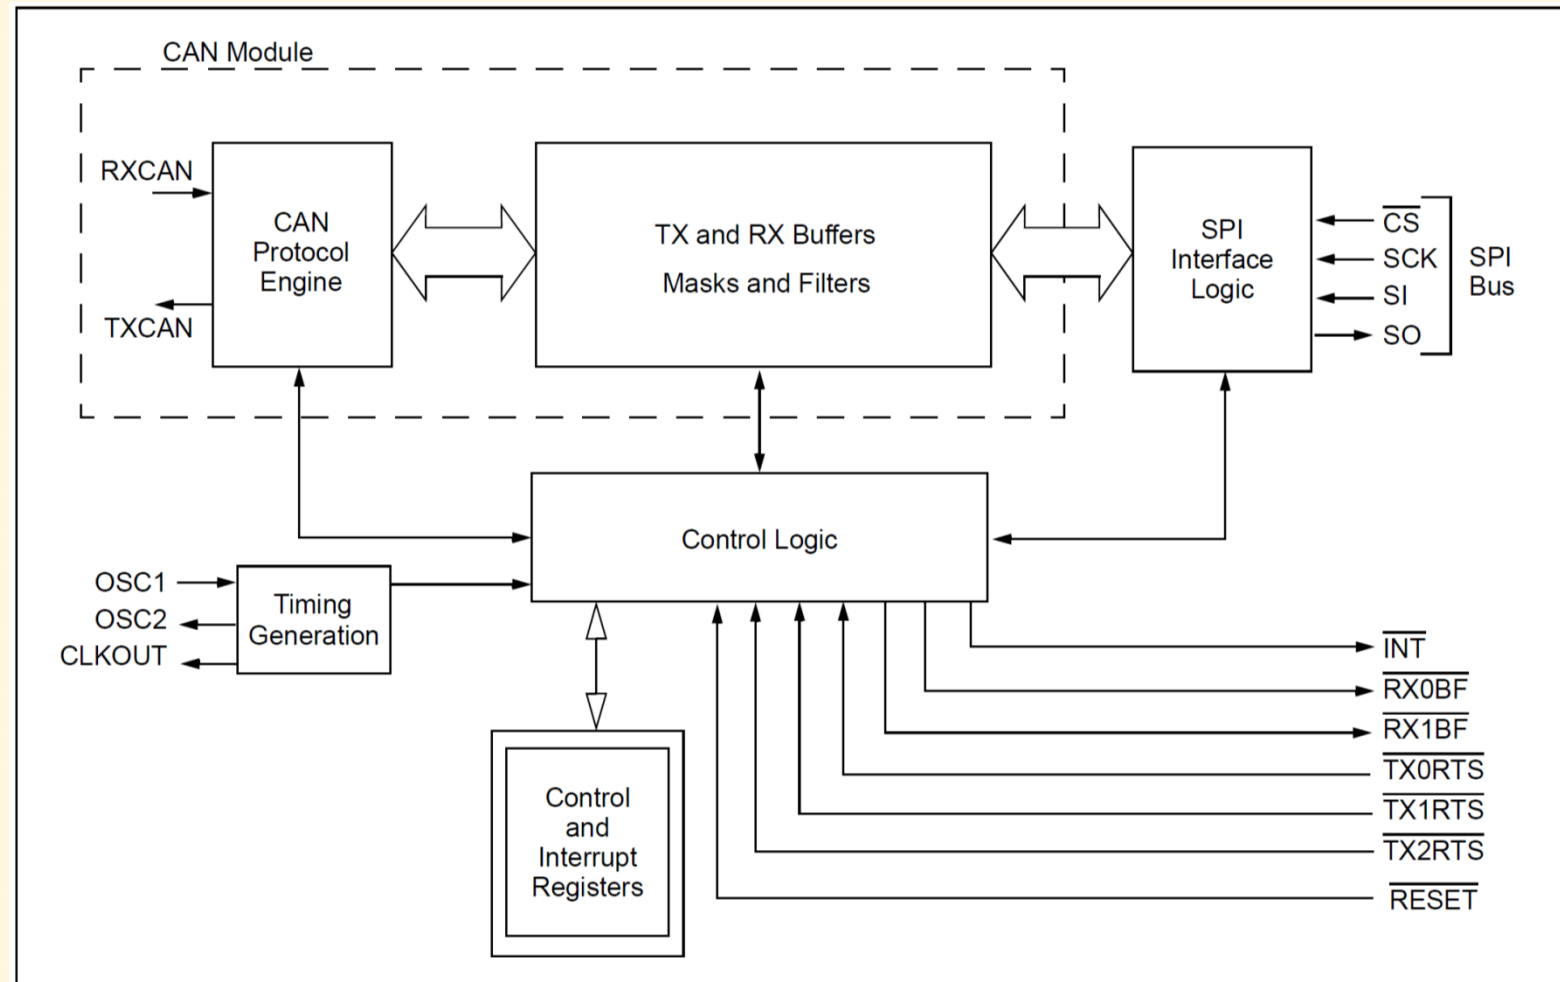 CAN Module
RXCAN
TXCAN
CAN
Protocol
Engine
TX and RX Buffers
Masks and Filters
SPI
Interface
Logic
CS
SCK
SI
SO
SPI
Bus
Control Logic
OSC1
OSC2
CLKOUT
Timing
Generation
Control
and
Interrupt
Registers
INT
RX0BF
RX1BF
TX0RTS
TX1RTS
TX2RTS
RESET